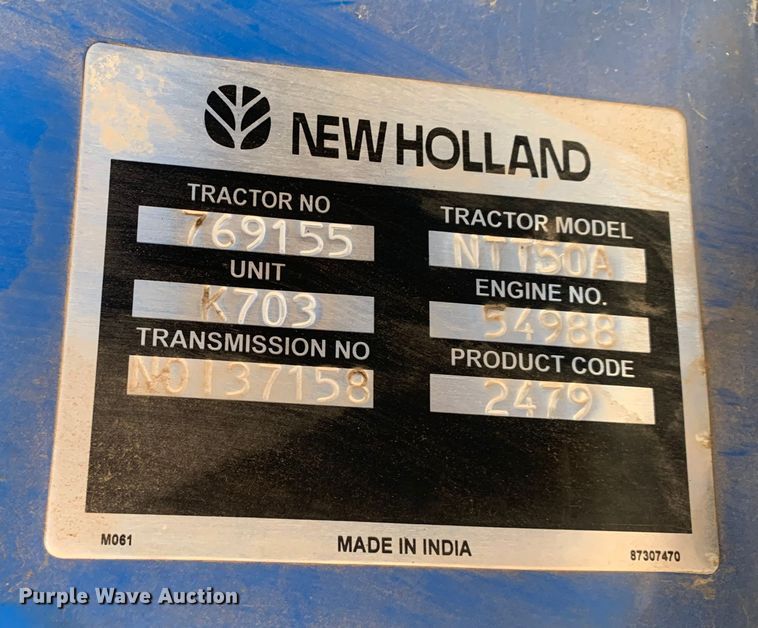 NEW HOLLAND
TRACTOR NO
769155
TRACTOR MODEL
NT150A
UNIT
K703
ENGINE NO.
54988
TRANSMISSION NO
N0137158
PRODUCT CODE
2479
M061
MADE IN INDIA
87307470
Purple Wave Auction